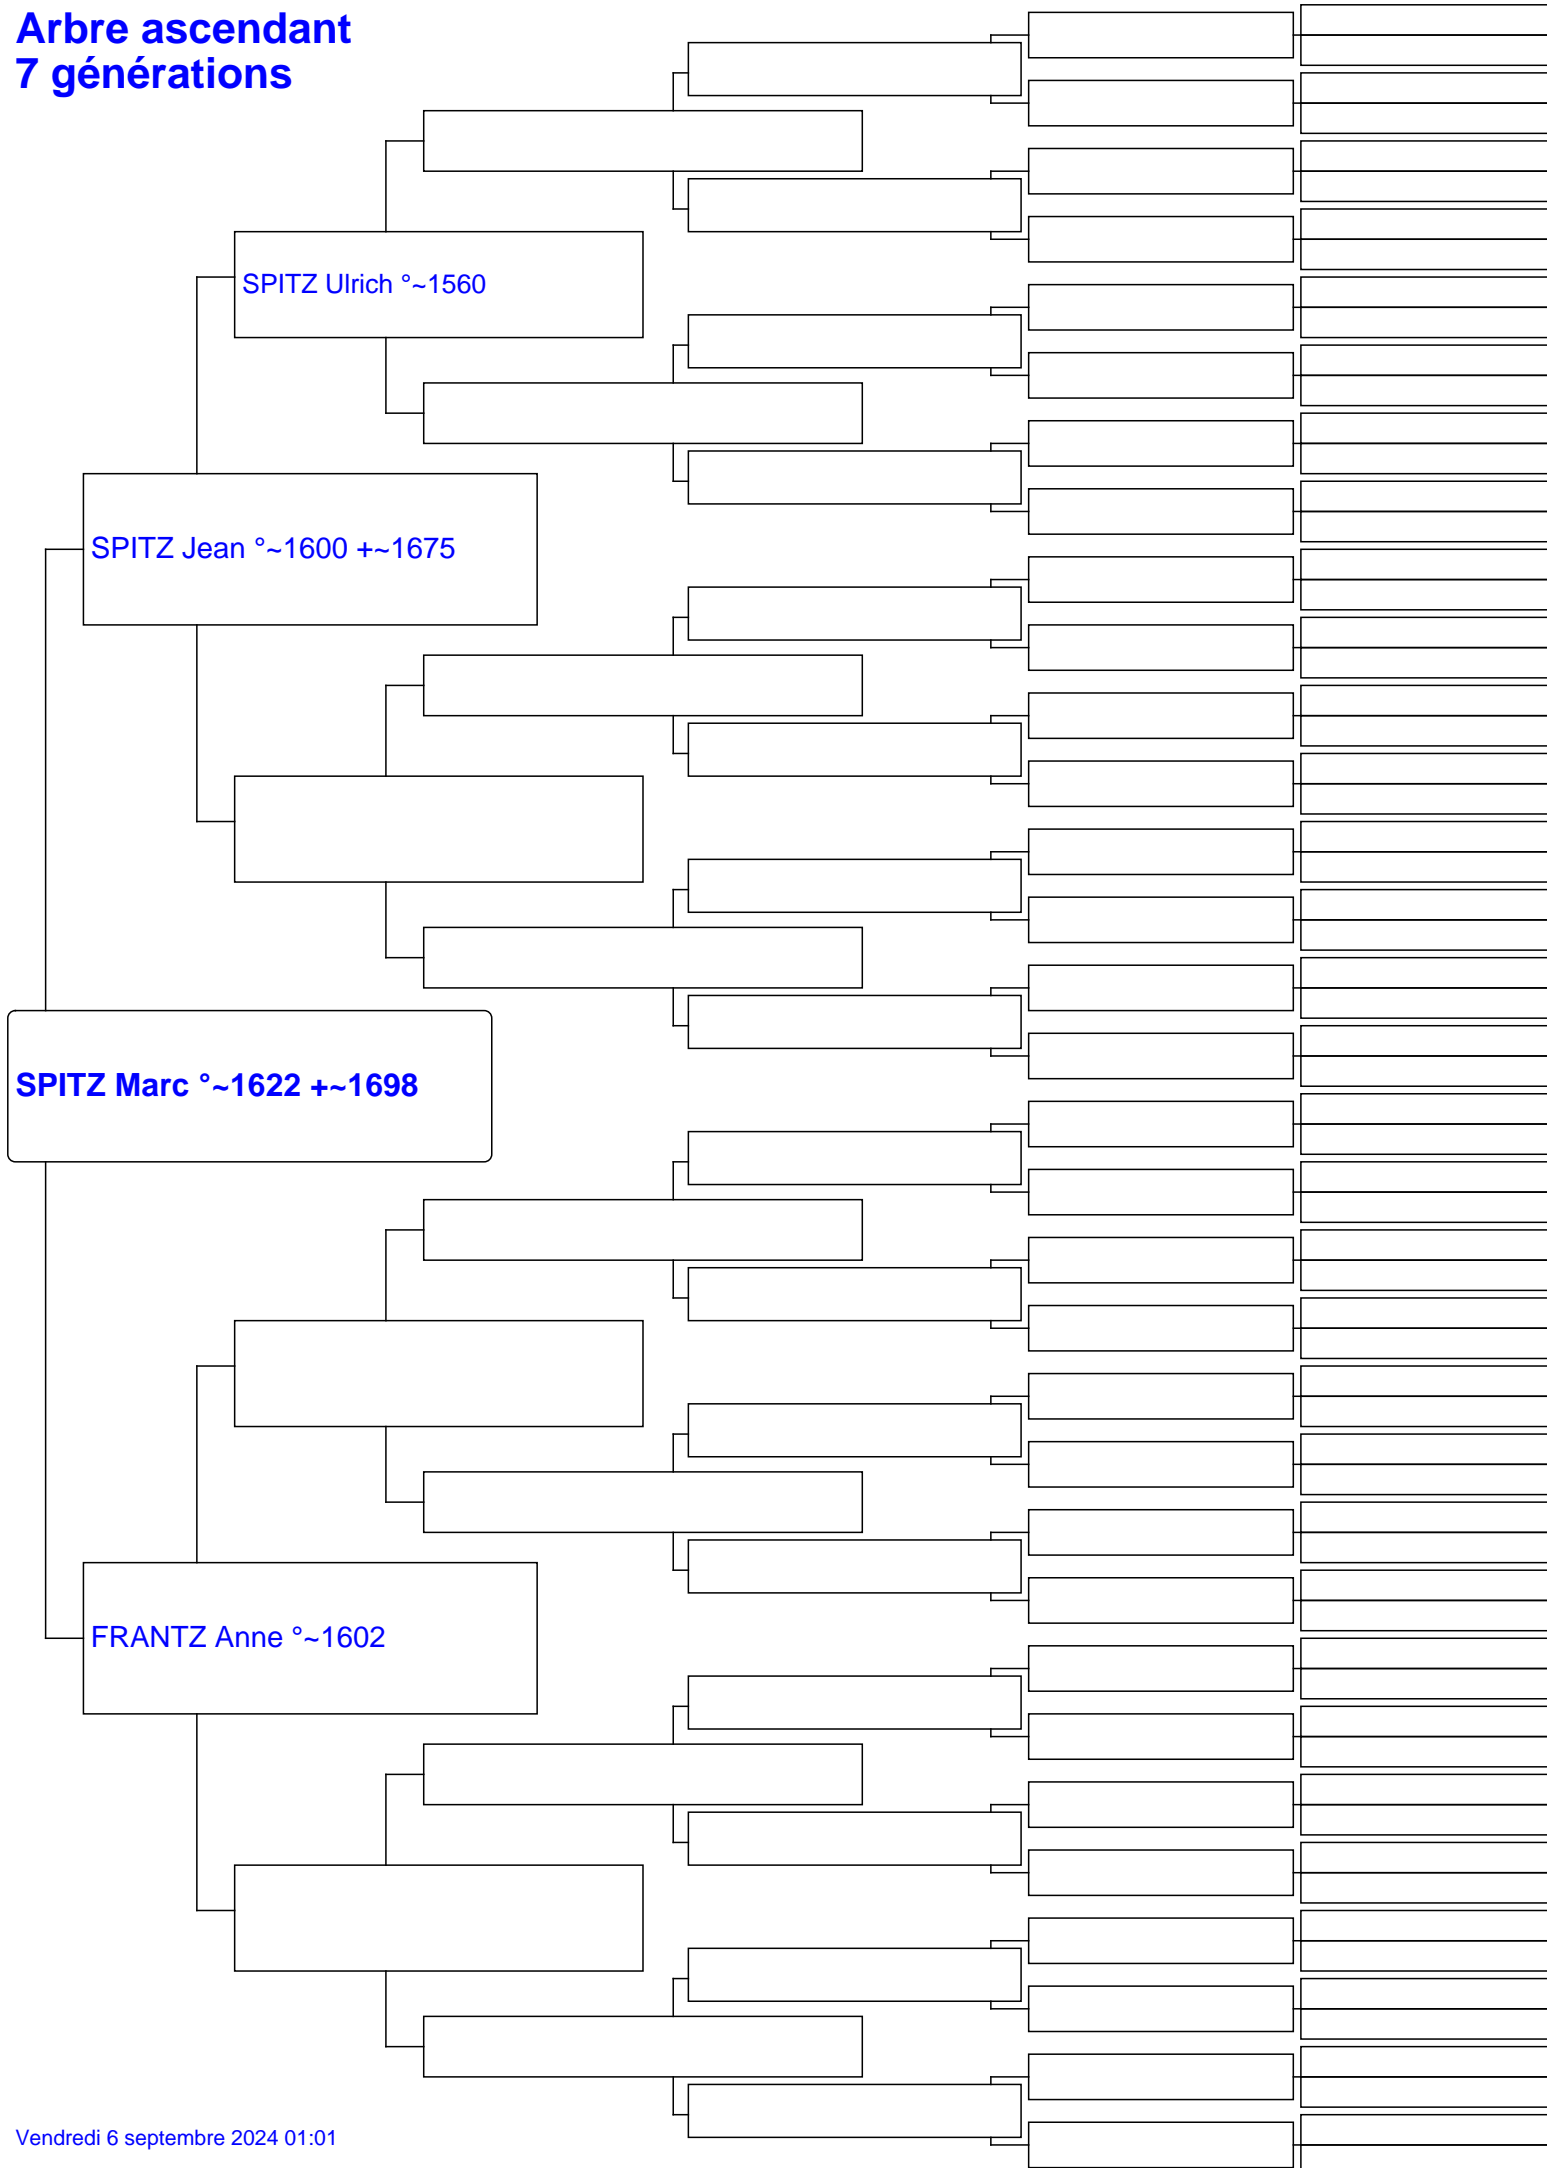 Arbre ascendant
7 générations
SPITZ Ulrich °~1560
SPITZ Jean °~1600 +~1675
SPITZ Marc °~1622 +~1698
FRANTZ Anne °~1602
Vendredi 6 septembre 2024 01:01